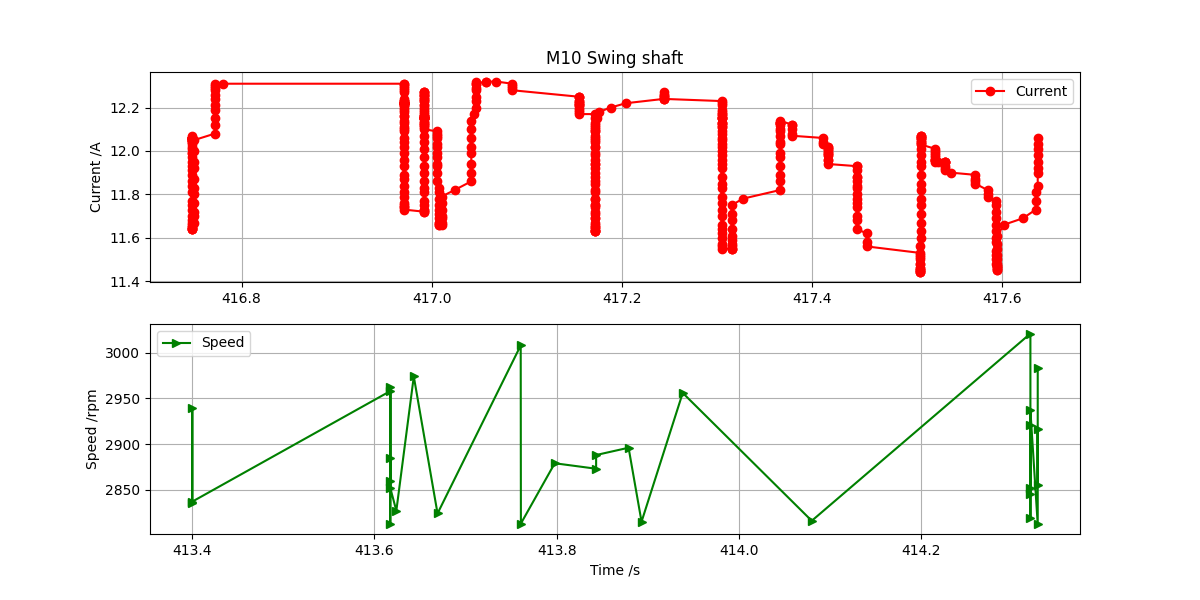 M10 Swing shaft
Current /A
12.2
12.0
11.8
11.6
11.4
Current
416.8 417.0 417.2 417.4 417.6
Speed /rpm
3000
2950
2900
2850
Speed
413.4 413.6 413.8 414.0 414.2
Time /s